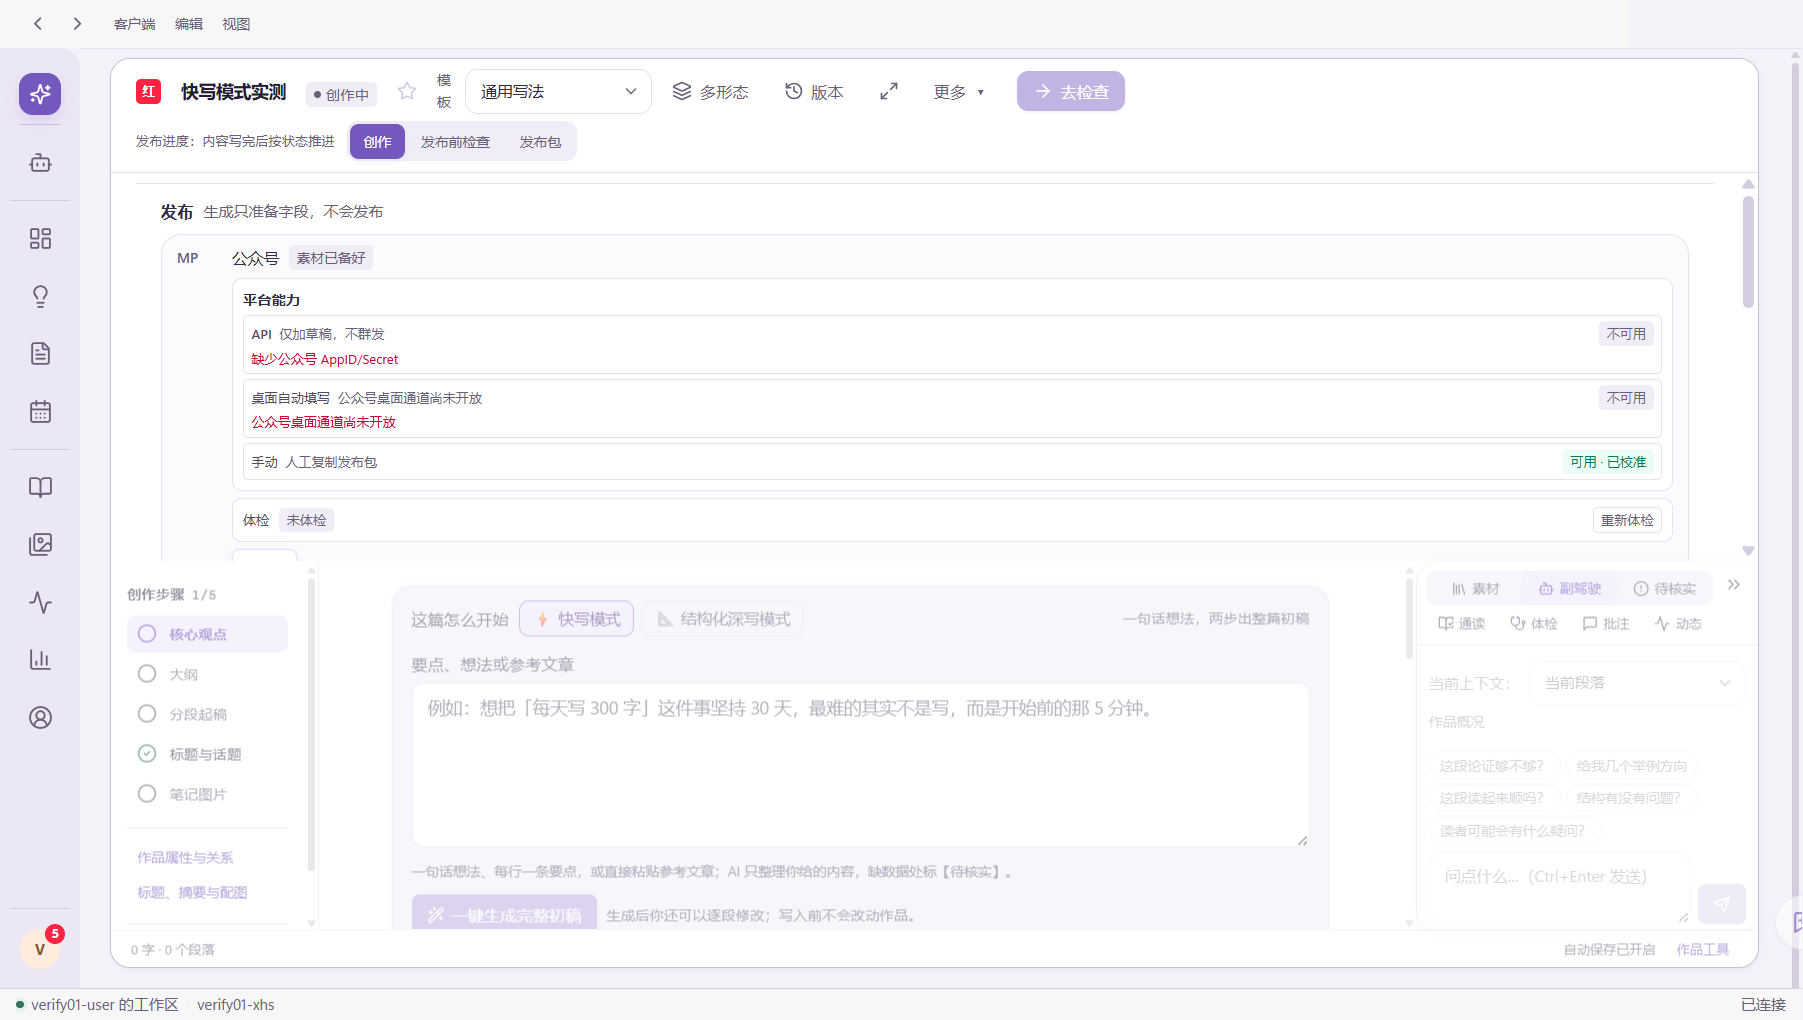 客户端 编辑 视图
红 快写模式实测 创作中 模板 通用写法 多形态 版本 更多 去检查
发布进度：内容写完后按状态推进 创作 发布前检查 发布包
发布 生成只准备字段，不会发布
MP 公众号 素材已备好
平台能力
API 仅加草稿，不群发 不可用
缺少公众号 AppID/Secret
桌面自动填写 公众号桌面通道尚未开放 不可用
公众号桌面通道尚未开放
手动 人工复制发布包 可用 · 已校准
体检 未体检 重新体检
创作步骤 1/5
核心观点
大纲
分段起稿
标题与话题
笔记图片
作品属性与关系
标题、摘要与配图
这篇怎么开始 快写模式 结构化深写模式 一句话想法，两步出整篇初稿
要点、想法或参考文章
例如：想把「每天写 300 字」这件事坚持 30 天，最难的其实不是写，而是开始前的那 5 分钟。
一句话想法、每行一条要点，或直接粘贴参考文章；AI 只整理你给的内容，缺数据处标【待核实】。
一键生成完整初稿 生成后你还可以逐段修改；写入前不会改动作品。
素材 副驾驶 待核实
通读 体检 批注 动态
当前上下文： 当前段落
作品概况
这段论证够不够？ 给我几个举例方向
这段读起来顺吗？ 结构有没有问题？
读者可能会有什么疑问？
问点什么...（Ctrl+Enter 发送）
0 字 · 0 个段落 自动保存已开启 作品工具
V 5
verify01-user 的工作区 · verify01-xhs 已连接